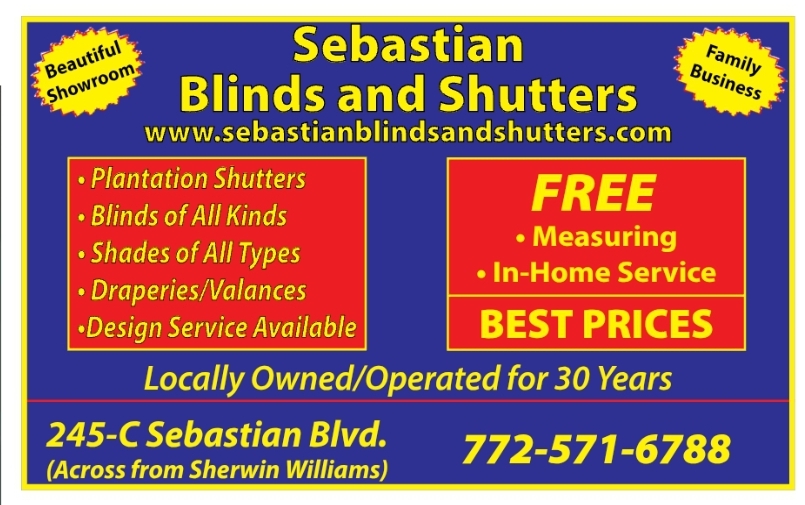 Beautiful
Showroom
Sebastian
Blinds and Shutters
www.sebastianblindsandshutters.com
Family
Business
• Plantation Shutters
• Blinds of All Kinds
• Shades of All Types
• Draperies/Valances
•Design Service Available
FREE
• Measuring
• In-Home Service
BEST PRICES
Locally Owned/Operated for 30 Years
245-C Sebastian Blvd.
(Across from Sherwin Williams)
772-571-6788